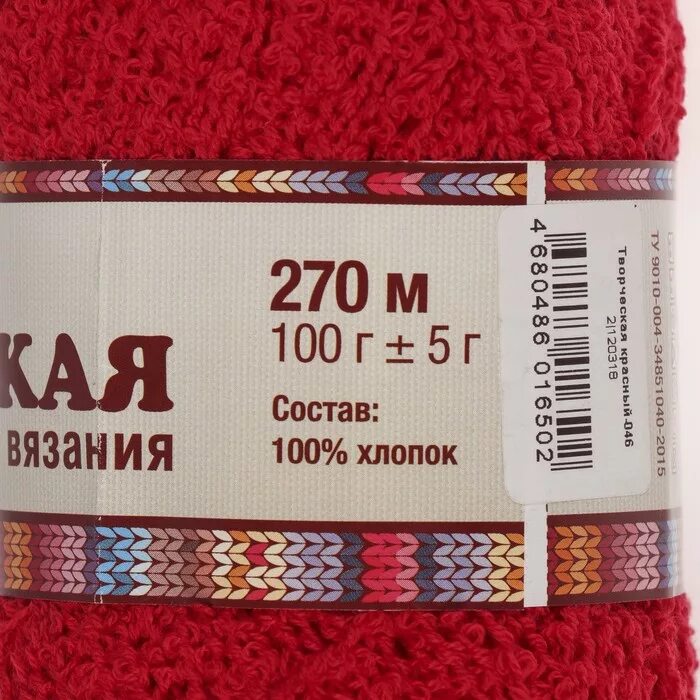 КАЯ
вязания
270 м
100 г ± 5 г
Состав:
100% хлопок
4 680486 016502
Творческая красный-046
2|120318
ТУ 9010-004-34851040-2015